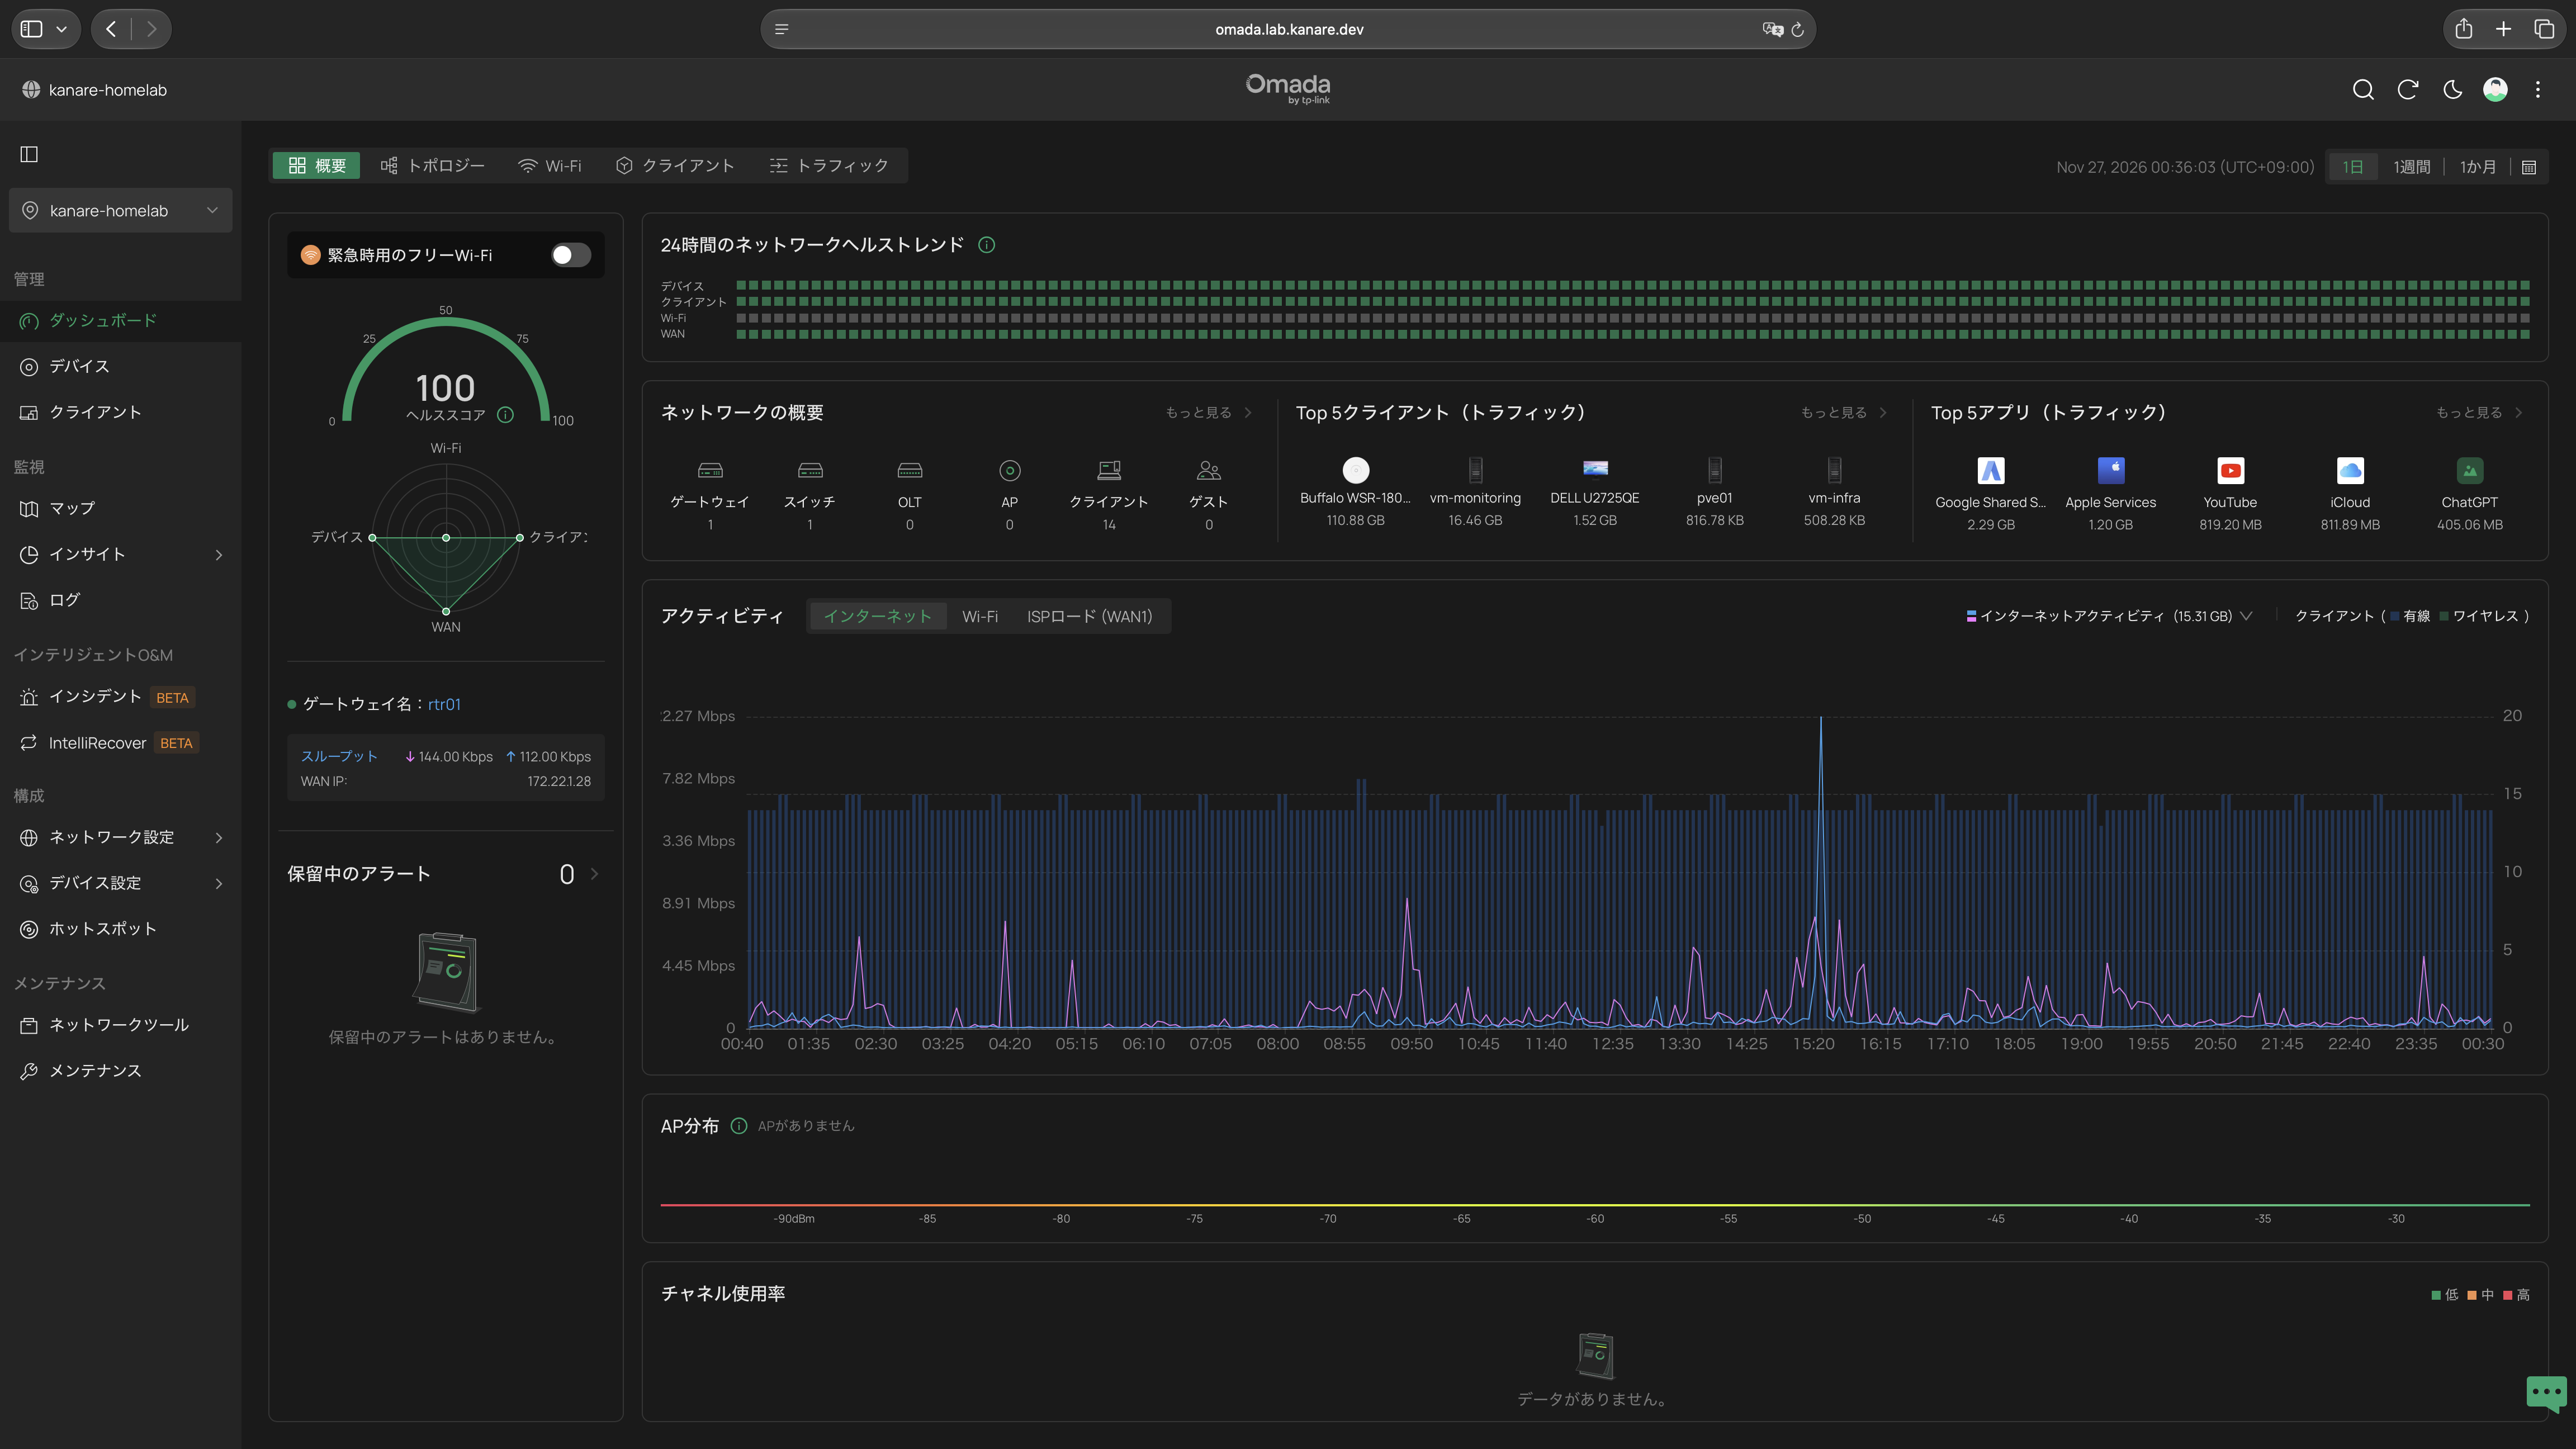 omada.lab.kanare.dev
kanare-homelab
Omada
by tp-link
kanare-homelab
管理
ダッシュボード
デバイス
クライアント
監視
マップ
インサイト
ログ
インテリジェントO&M
インシデント BETA
IntelliRecover BETA
構成
ネットワーク設定
デバイス設定
ホットスポット
メンテナンス
ネットワークツール
メンテナンス
概要 トポロジー Wi-Fi クライアント トラフィック
Nov 27, 2026 00:36:03 (UTC+09:00) 1日 1週間 1か月
緊急時用のフリーWi-Fi
0 25 50 75 100
100
ヘルススコア
Wi-Fi
デバイス クライアン
WAN
ゲートウェイ名：rtr01
スループット ↓ 144.00 Kbps ↑ 112.00 Kbps
WAN IP: 172.22.1.28
保留中のアラート 0
保留中のアラートはありません。
24時間のネットワークヘルストレンド
デバイス
クライアント
Wi-Fi
WAN
ネットワークの概要 もっと見る
ゲートウェイ スイッチ OLT AP クライアント ゲスト
1 1 0 0 14 0
Top 5クライアント（トラフィック） もっと見る
Buffalo WSR-180... vm-monitoring DELL U2725QE pve01 vm-infra
110.88 GB 16.46 GB 1.52 GB 816.78 KB 508.28 KB
Top 5アプリ（トラフィック） もっと見る
Google Shared S... Apple Services YouTube iCloud ChatGPT
2.29 GB 1.20 GB 819.20 MB 811.89 MB 405.06 MB
アクティビティ インターネット Wi-Fi ISPロード (WAN1)
インターネットアクティビティ (15.31 GB) クライアント ( 有線 ワイヤレス )
2.27 Mbps 20
7.82 Mbps 15
3.36 Mbps 10
8.91 Mbps 5
4.45 Mbps
0 0
00:40 01:35 02:30 03:25 04:20 05:15 06:10 07:05 08:00 08:55 09:50 10:45 11:40 12:35 13:30 14:25 15:20 16:15 17:10 18:05 19:00 19:55 20:50 21:45 22:40 23:35 00:30
AP分布 APがありません
-90dBm -85 -80 -75 -70 -65 -60 -55 -50 -45 -40 -35 -30
チャネル使用率 低 中 高
データがありません。